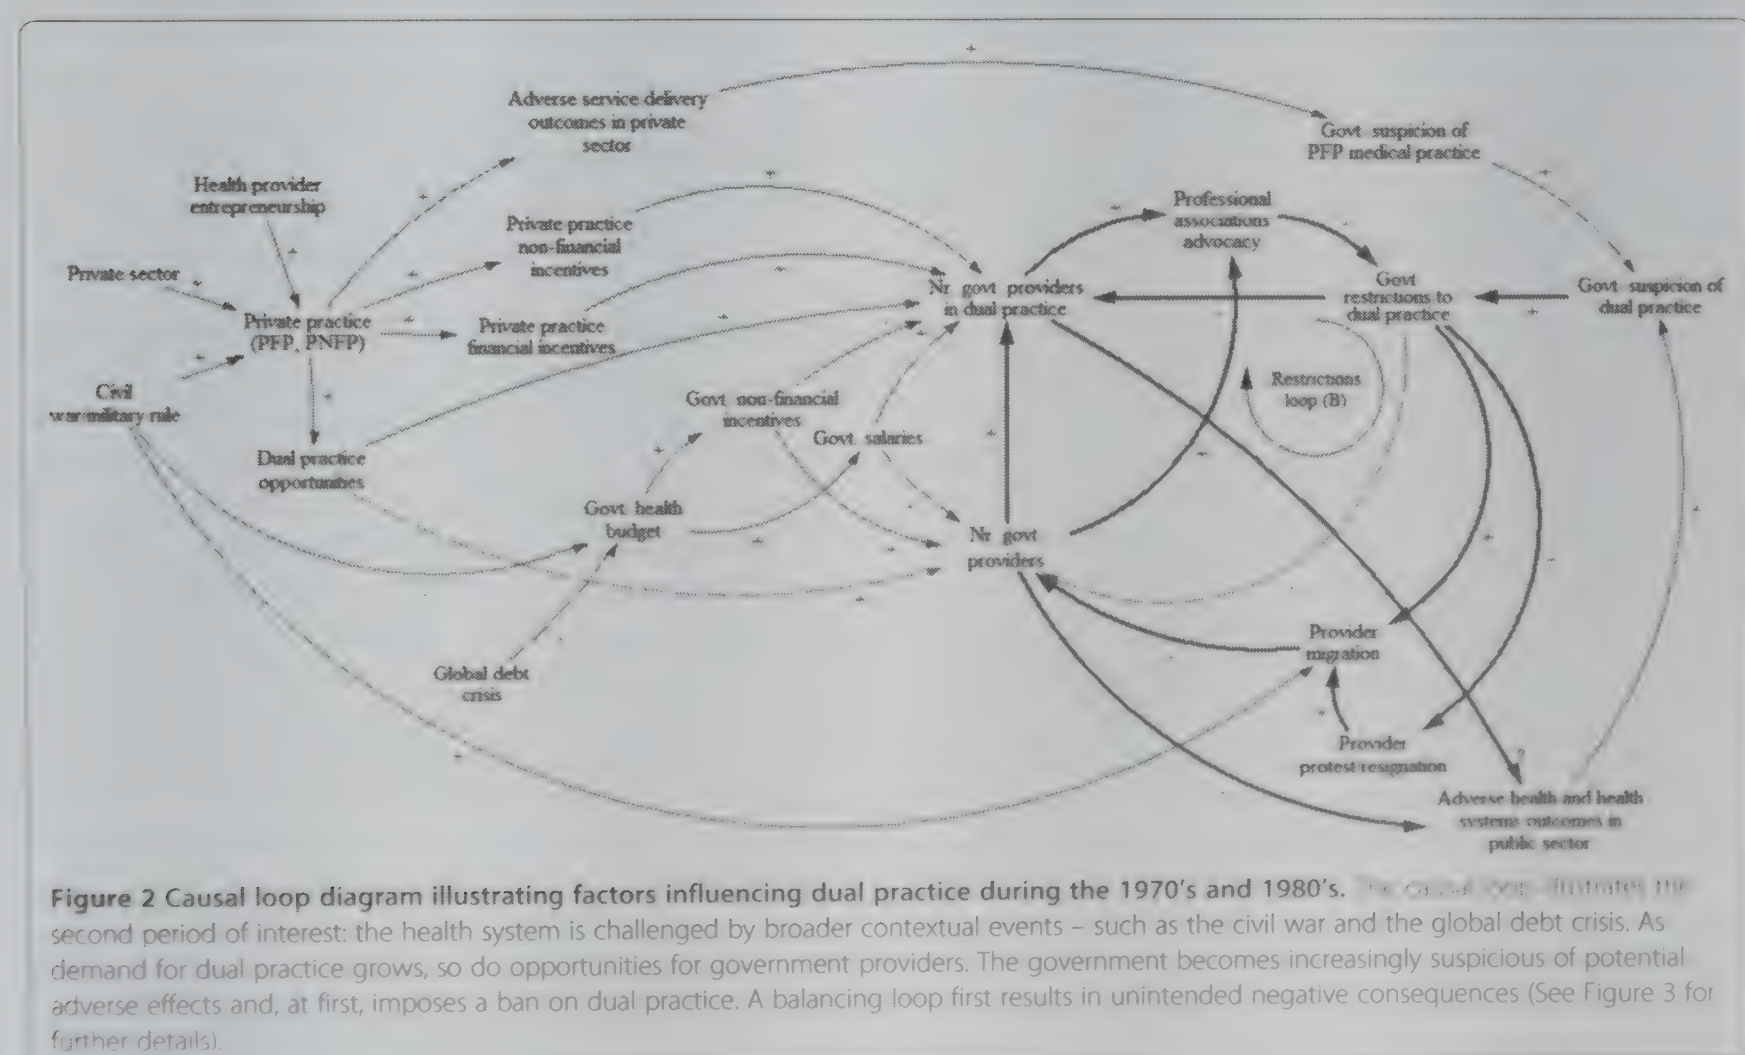 Adverse service delivery
outcomes in private
sector
Govt suspicion of
PFP medical practice
Health provider
entrepreneurship
Professional
associations
advocacy
Private practice
non-financial
incentives
Private sector
Govt
restrictions to
dual practice
Govt suspicion of
dual practice
Nr govt providers
in dual practice
Private practice
(PFP, PNFP)
Private practice
financial incentives
Civil
war/military rule
Restrictions
loop (B)
Govt non-financial
incentives
Govt salaries
Dual practice
opportunities
Govt health
budget
Nr govt
providers
Provider
migration
Global debt
crisis
Provider
protest/resignation
?
Adverse health and health
systems outcomes in
public sector
Figure 2 Causal loop diagram illustrating factors influencing dual practice during the 1970's and 1980's. The causal loop illustrates the
second period of interest: the health system is challenged by broader contextual events – such as the civil war and the global debt crisis. As
demand for dual practice grows, so do opportunities for government providers. The government becomes increasingly suspicious of potential
adverse effects and, at first, imposes a ban on dual practice. A balancing loop first results in unintended negative consequences (See Figure 3 for
further details).